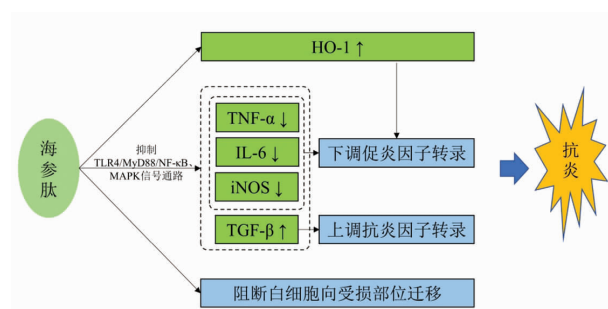 HO-1↑
海参肽
抑制
TLR4/MyD88/NF-κB、
MAPK信号通路
TNF-α↓
IL-6↓
iNOS↓
TGF-β↑
下调促炎因子转录
上调抗炎因子转录
阻断白细胞向受损部位迁移
抗炎